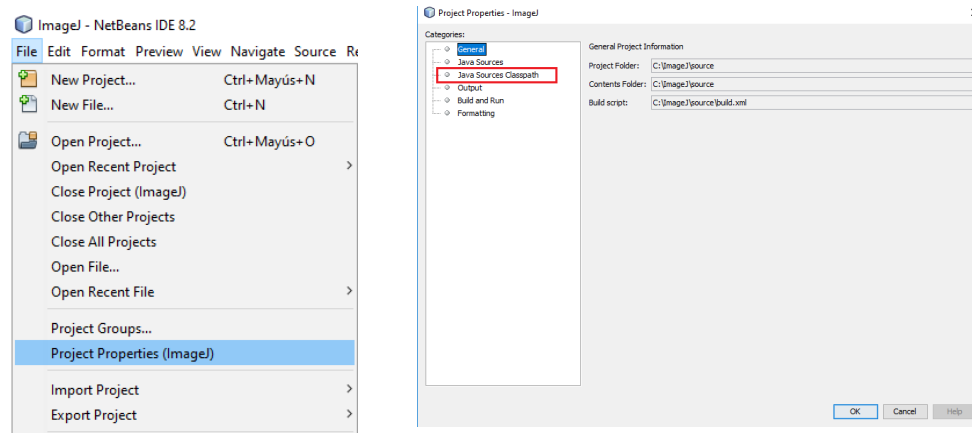 ImageJ - NetBeans IDE 8.2
File Edit Format Preview View Navigate Source Re
New Project... Ctrl+Mayús+N
New File... Ctrl+N
Open Project... Ctrl+Mayús+O
Open Recent Project
Close Project (ImageJ)
Close Other Projects
Close All Projects
Open File...
Open Recent File
Project Groups...
Project Properties (ImageJ)
Import Project
Export Project
Project Properties - ImageJ
Categories:
General
Java Sources
Java Sources Classpath
Output
Build and Run
Formatting
General Project Information
Project Folder: C:\ImageJ\source
Contents Folder: C:\ImageJ\source
Build script: C:\ImageJ\source\build.xml
OK Cancel Help